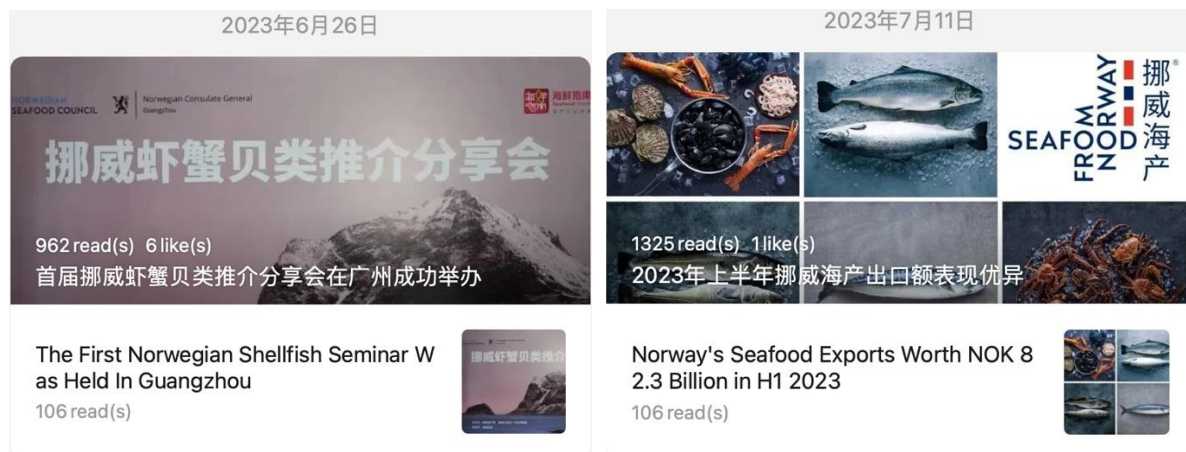 2023年6月26日
NORWEGIAN
SEAFOOD COUNCIL
Norwegian Consulate General
Guangzhou
海鲜指南
挪威虾蟹贝类推介分享会
962 read(s) 6 like(s)
首届挪威虾蟹贝类推介分享会在广州成功举办
The First Norwegian Shellfish Seminar W
as Held In Guangzhou
106 read(s)
挪威虾蟹贝类推介
2023年7月11日
SEAFOOD
FROM
NORWAY
挪威海产
1325 read(s) 1 like(s)
2023年上半年挪威海产出口额表现优异
Norway's Seafood Exports Worth NOK 8
2.3 Billion in H1 2023
106 read(s)